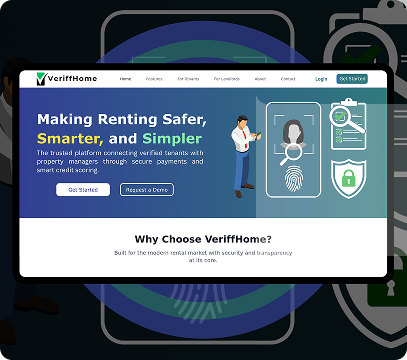 VeriffHome
Home Features For Tenants For Landlords About Contact Login Get Started
Making Renting Safer,
Smarter, and Simpler
The trusted platform connecting verified tenants with
property managers through secure payments and
smart credit scoring.
Get Started Request a Demo
Why Choose VeriffHome?
Built for the modern rental market with security and transparency
at its core.